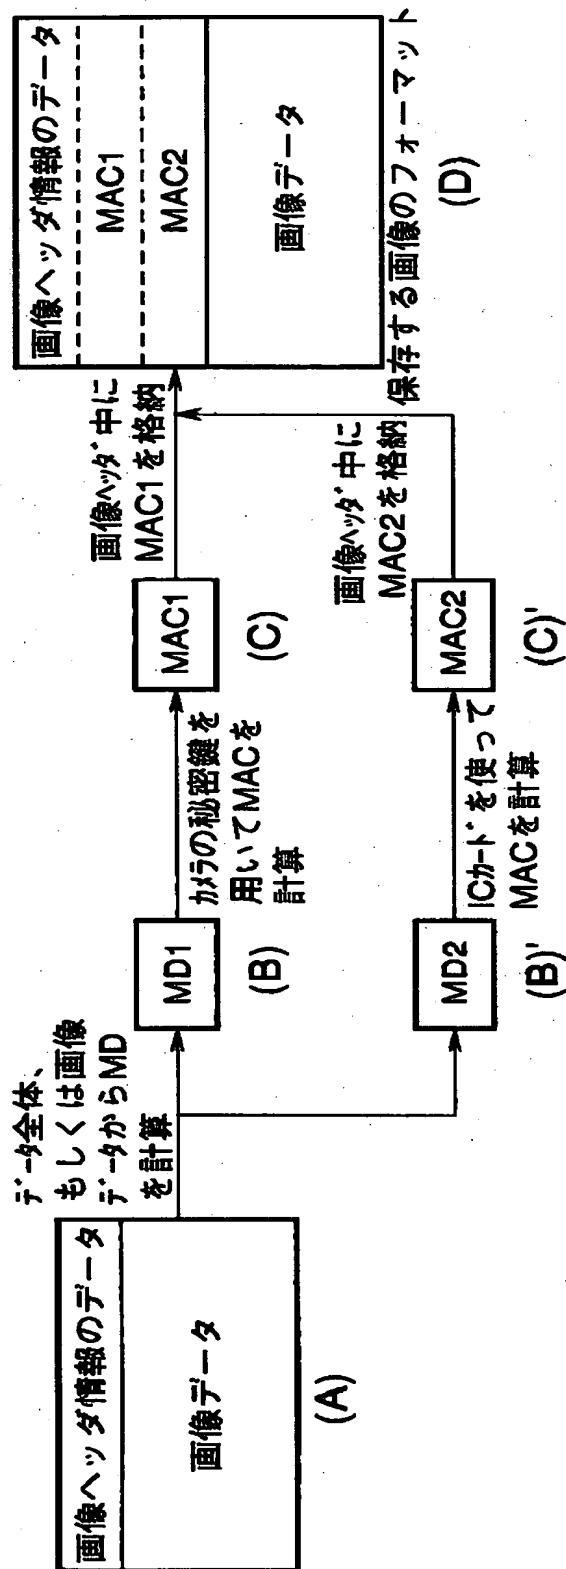 画像ヘッダ情報のデータ
画像データ
(A)
データ全体、
もしくは画像
データからMD
を計算
MD1
(B)
MD2
(B)'
カメラの秘密鍵を
用いてMACを
計算
ICカードを使って
MACを計算
MAC1
(C)
MAC2
(C)'
画像ヘッダ中に
MAC1を格納
画像ヘッダ中に
MAC2を格納
画像ヘッダ情報のデータ
MAC1
MAC2
画像データ
保存する画像のフォーマット
(D)